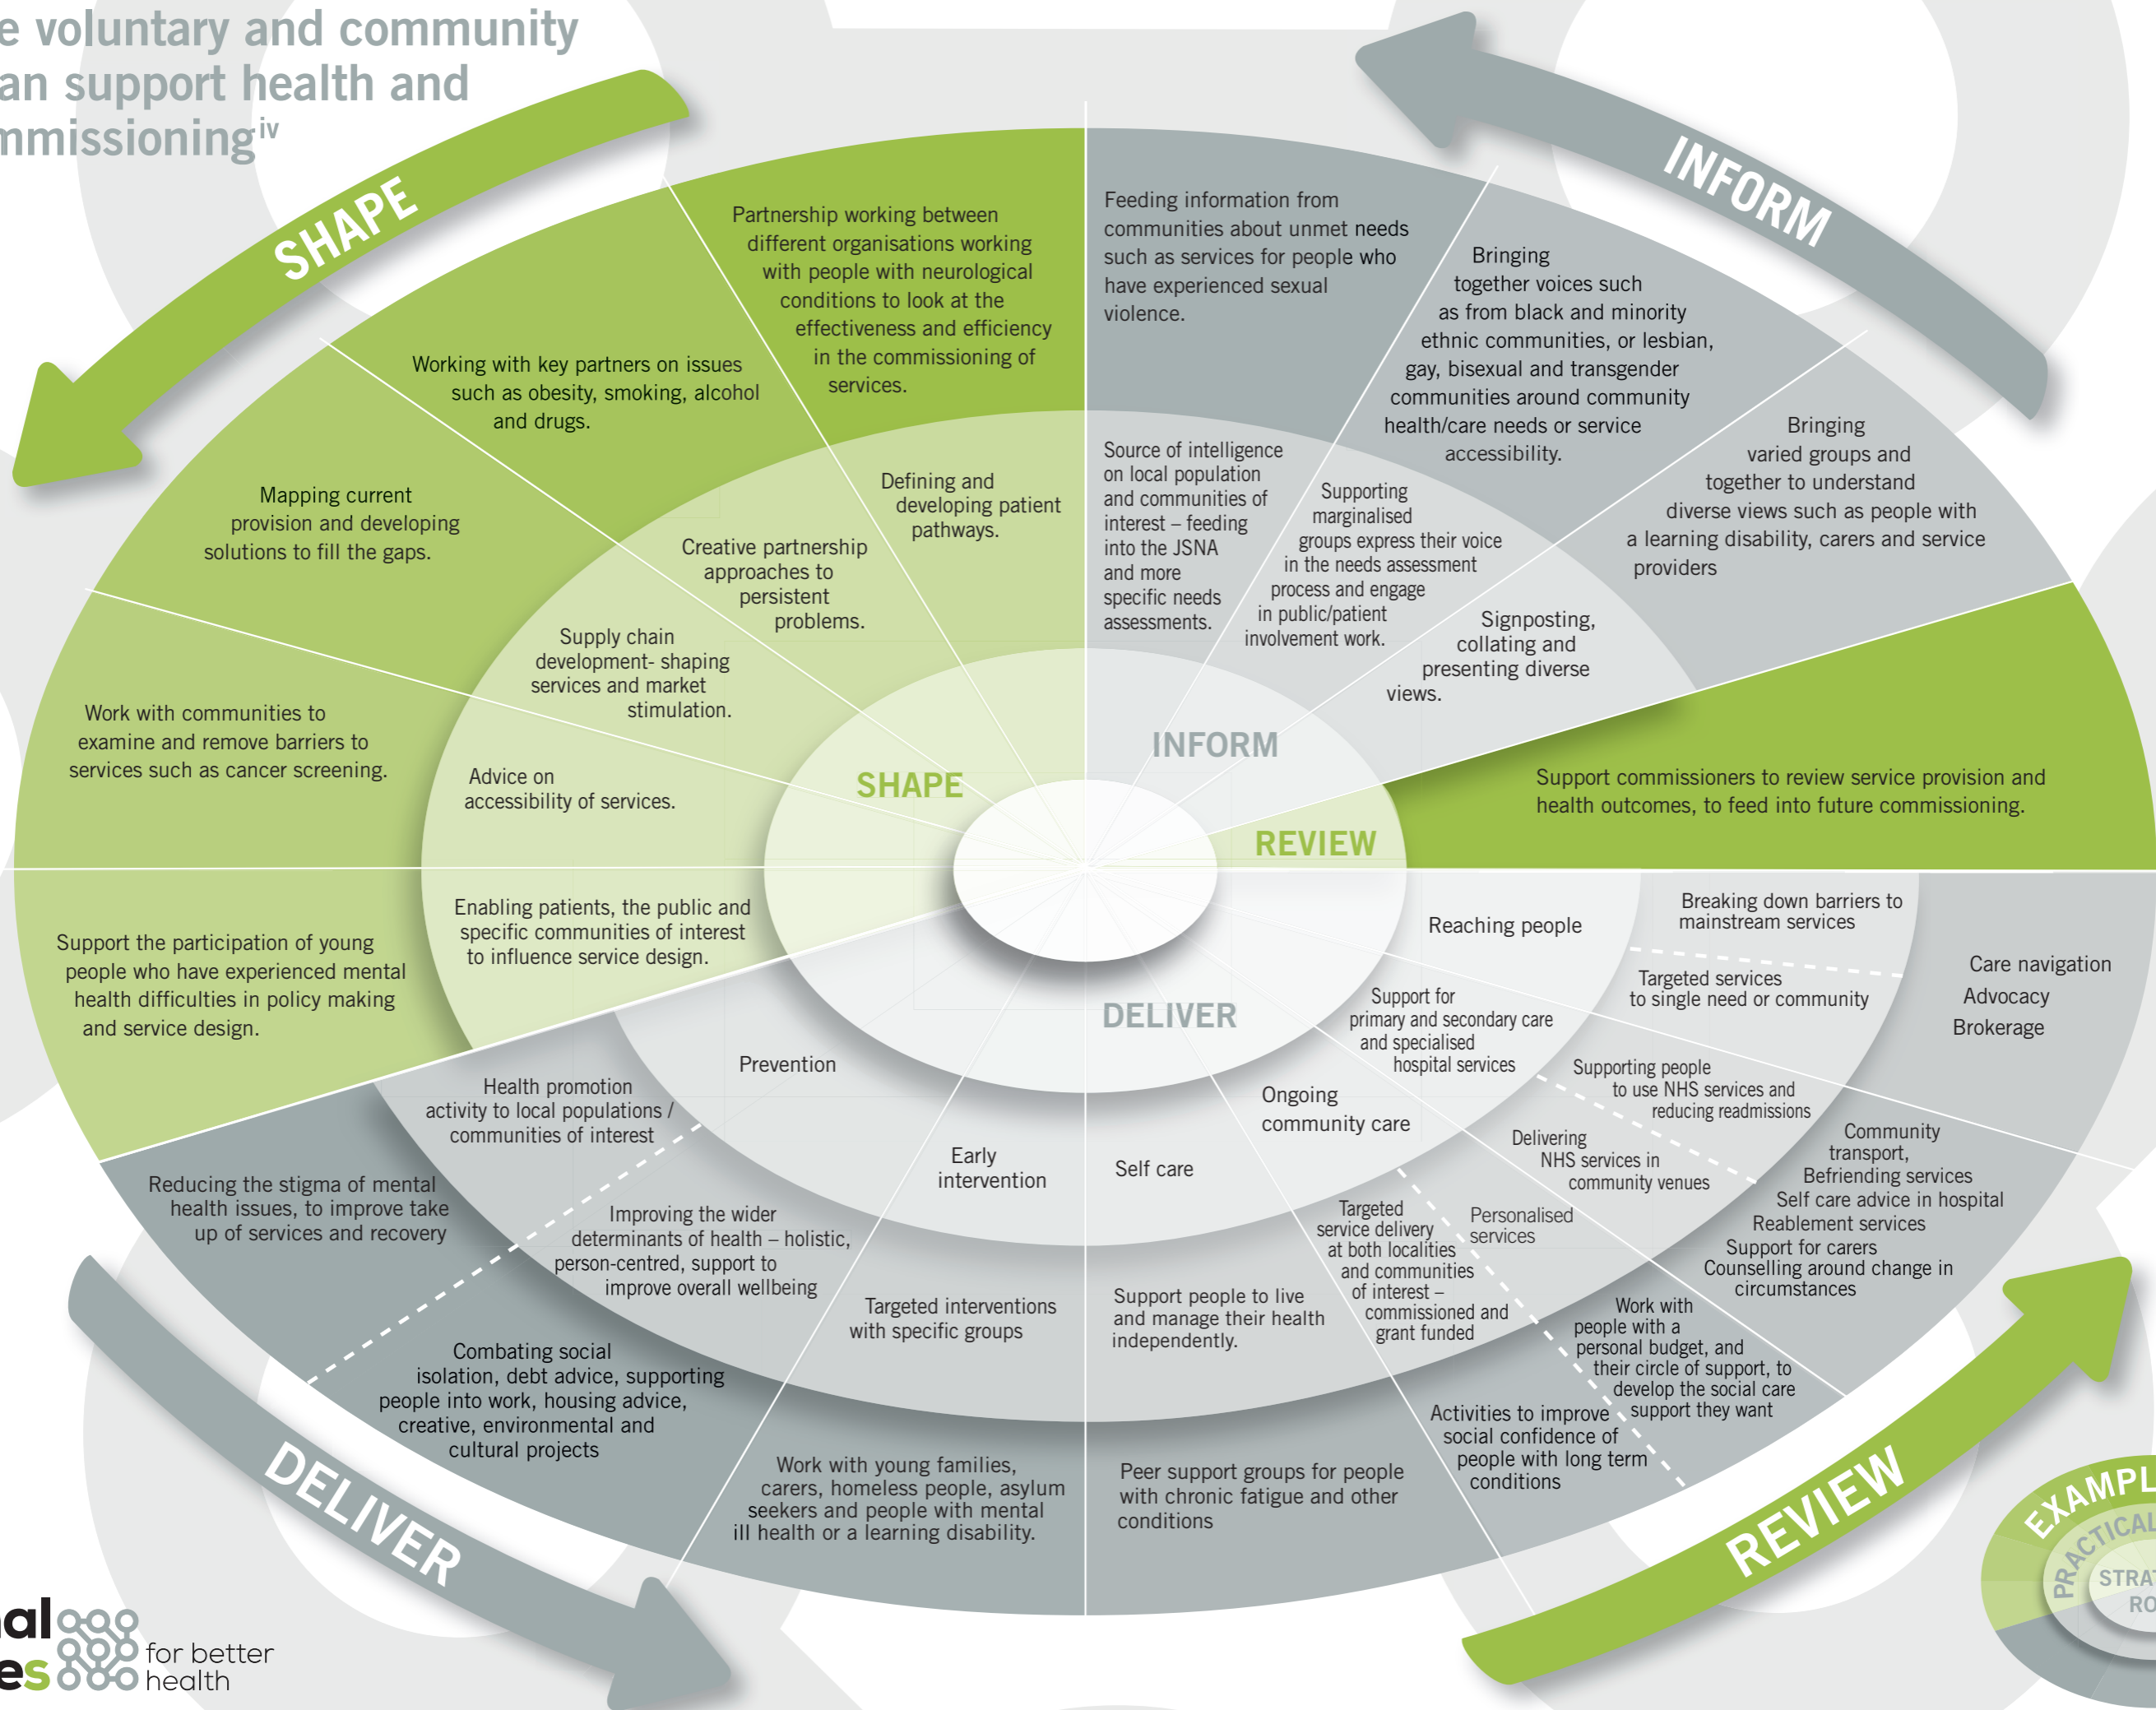 e voluntary and community
an support health and
mmissioning iv
SHAPE
INFORM
Partnership working between
different organisations working
with people with neurological
conditions to look at the
effectiveness and efficiency
in the commissioning of
services.
Feeding information from
communities about unmet needs
such as services for people who
have experienced sexual
violence.
Bringing
together voices such
as from black and minority
ethnic communities, or lesbian,
gay, bisexual and transgender
communities around community
health/care needs or service
accessibility.
Bringing
varied groups and
together to understand
diverse views such as people with
a learning disability, carers and service
providers
Working with key partners on issues
such as obesity, smoking, alcohol
and drugs.
Mapping current
provision and developing
solutions to fill the gaps.
Work with communities to
examine and remove barriers to
services such as cancer screening.
Support the participation of young
people who have experienced mental
health difficulties in policy making
and service design.
Defining and
developing patient
pathways.
Creative partnership
approaches to
persistent
problems.
Supply chain
development- shaping
services and market
stimulation.
Advice on
accessibility of services.
Enabling patients, the public and
specific communities of interest
to influence service design.
Source of intelligence
on local population
and communities of
interest – feeding
into the JSNA
and more
specific needs
assessments.
Supporting
marginalised
groups express their voice
in the needs assessment
process and engage
in public/patient
involvement work.
Signposting,
collating and
presenting diverse
views.
SHAPE
INFORM
REVIEW
DELIVER
Support commissioners to review service provision and
health outcomes, to feed into future commissioning.
Reaching people
Breaking down barriers to
mainstream services
Targeted services
to single need or community
Care navigation
Advocacy
Brokerage
Support for
primary and secondary care
and specialised
hospital services
Supporting people
to use NHS services and
reducing readmissions
Delivering
NHS services in
community venues
Community
transport,
Befriending services
Self care advice in hospital
Reablement services
Support for carers
Counselling around change in
circumstances
Ongoing
community care
Personalised
services
Targeted
service delivery
at both localities
and communities
of interest –
commissioned and
grant funded
Work with
people with a
personal budget, and
their circle of support, to
develop the social care
support they want
Activities to improve
social confidence of
people with long term
conditions
Self care
Support people to live
and manage their health
independently.
Peer support groups for people
with chronic fatigue and other
conditions
Early
intervention
Targeted interventions
with specific groups
Work with young families,
carers, homeless people, asylum
seekers and people with mental
ill health or a learning disability.
Prevention
Health promotion
activity to local populations /
communities of interest
Improving the wider
determinants of health – holistic,
person-centred, support to
improve overall wellbeing
Reducing the stigma of mental
health issues, to improve take
up of services and recovery
Combating social
isolation, debt advice, supporting
people into work, housing advice,
creative, environmental and
cultural projects
DELIVER
REVIEW
EXAMPL
PRACTICAL
STRAT
RO
nal
es
for better
health